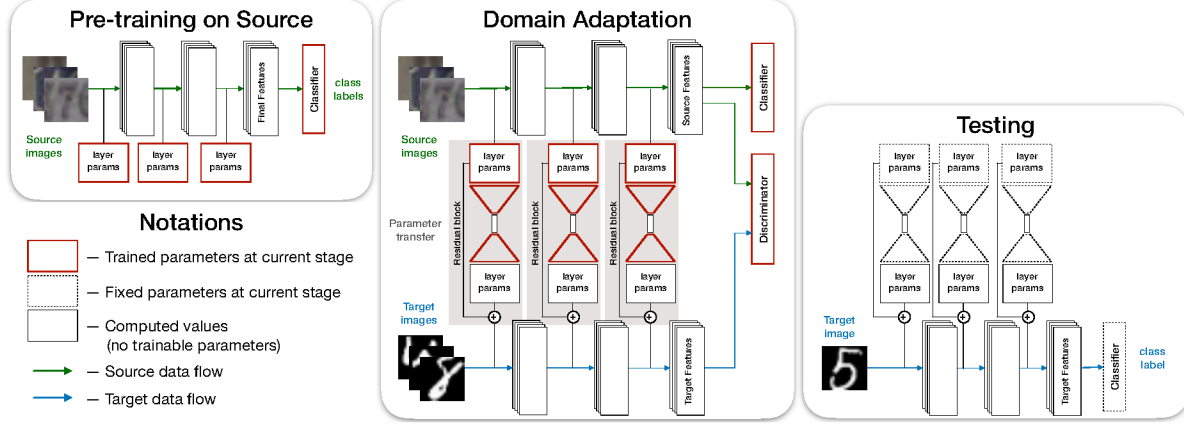 Pre-training on Source
Final Features
Classifier
class
labels
Source
images
layer
params
layer
params
layer
params
Notations
— Trained parameters at current stage
— Fixed parameters at current stage
— Computed values
(no trainable parameters)
— Source data flow
— Target data flow
Domain Adaptation
Source Features
Classifier
Source
images
layer
params
layer
params
layer
params
Parameter
transfer
Residual block
Residual block
Residual block
Discriminator
layer
params
layer
params
layer
params
Target
images
+
+
+
8
Target Features
Testing
layer
params
layer
params
layer
params
layer
params
layer
params
layer
params
Target
image
+
+
+
5
Target Features
Classifier
class
label